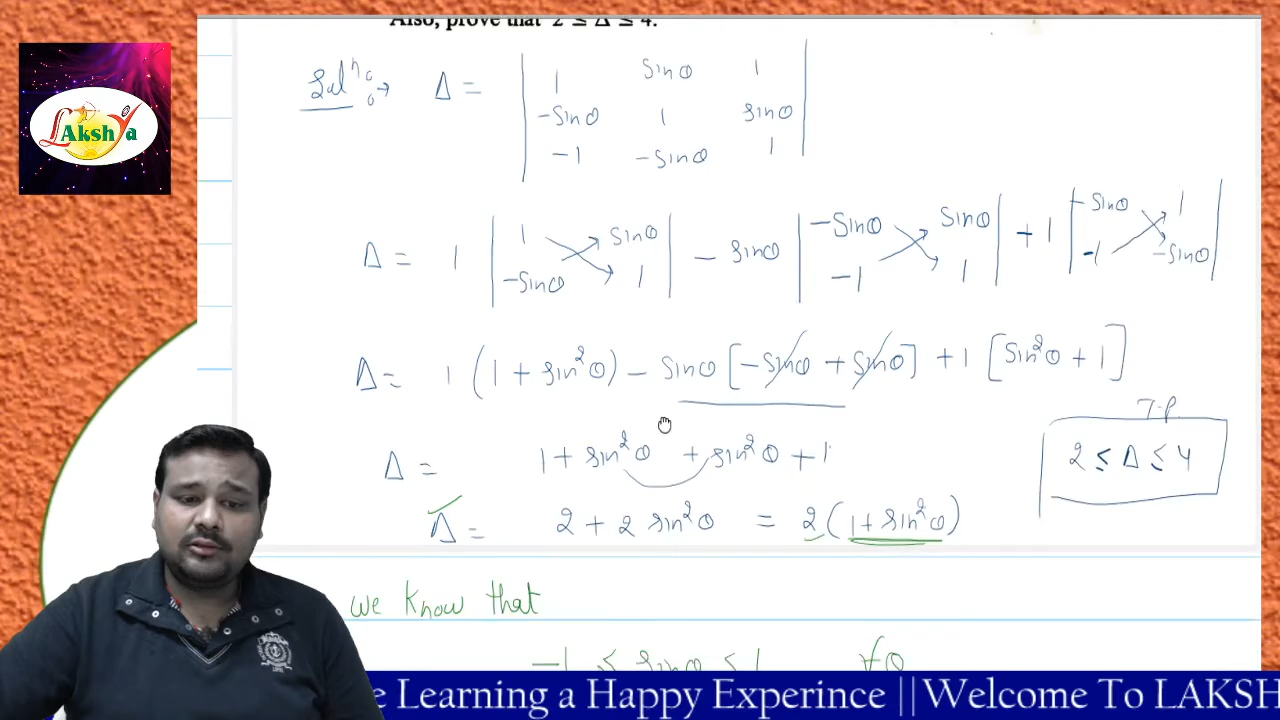 Also, prove that 2 ≤ Δ ≤ 4.
Solⁿ: → Δ = | 1 sinθ 1 |
| -sinθ 1 sinθ |
| -1 -sinθ 1 |
LAkshYa
Δ = 1 | 1 sinθ ; -sinθ 1 | - sinθ | -sinθ sinθ ; -1 1 | + 1 | -sinθ 1 ; -1 -sinθ |
Δ = 1 (1 + sin²θ) - sinθ [-sinθ + sinθ] + 1 [sin²θ + 1]
T.P.
2 ≤ Δ ≤ 4
Δ = 1 + sin²θ + sin²θ + 1
Δ = 2 + 2 sin²θ = 2 (1 + sin²θ)
we know that
-1 ≤ sinθ ≤ 1 ∀θ
e Learning a Happy Experince ||Welcome To LAKSH